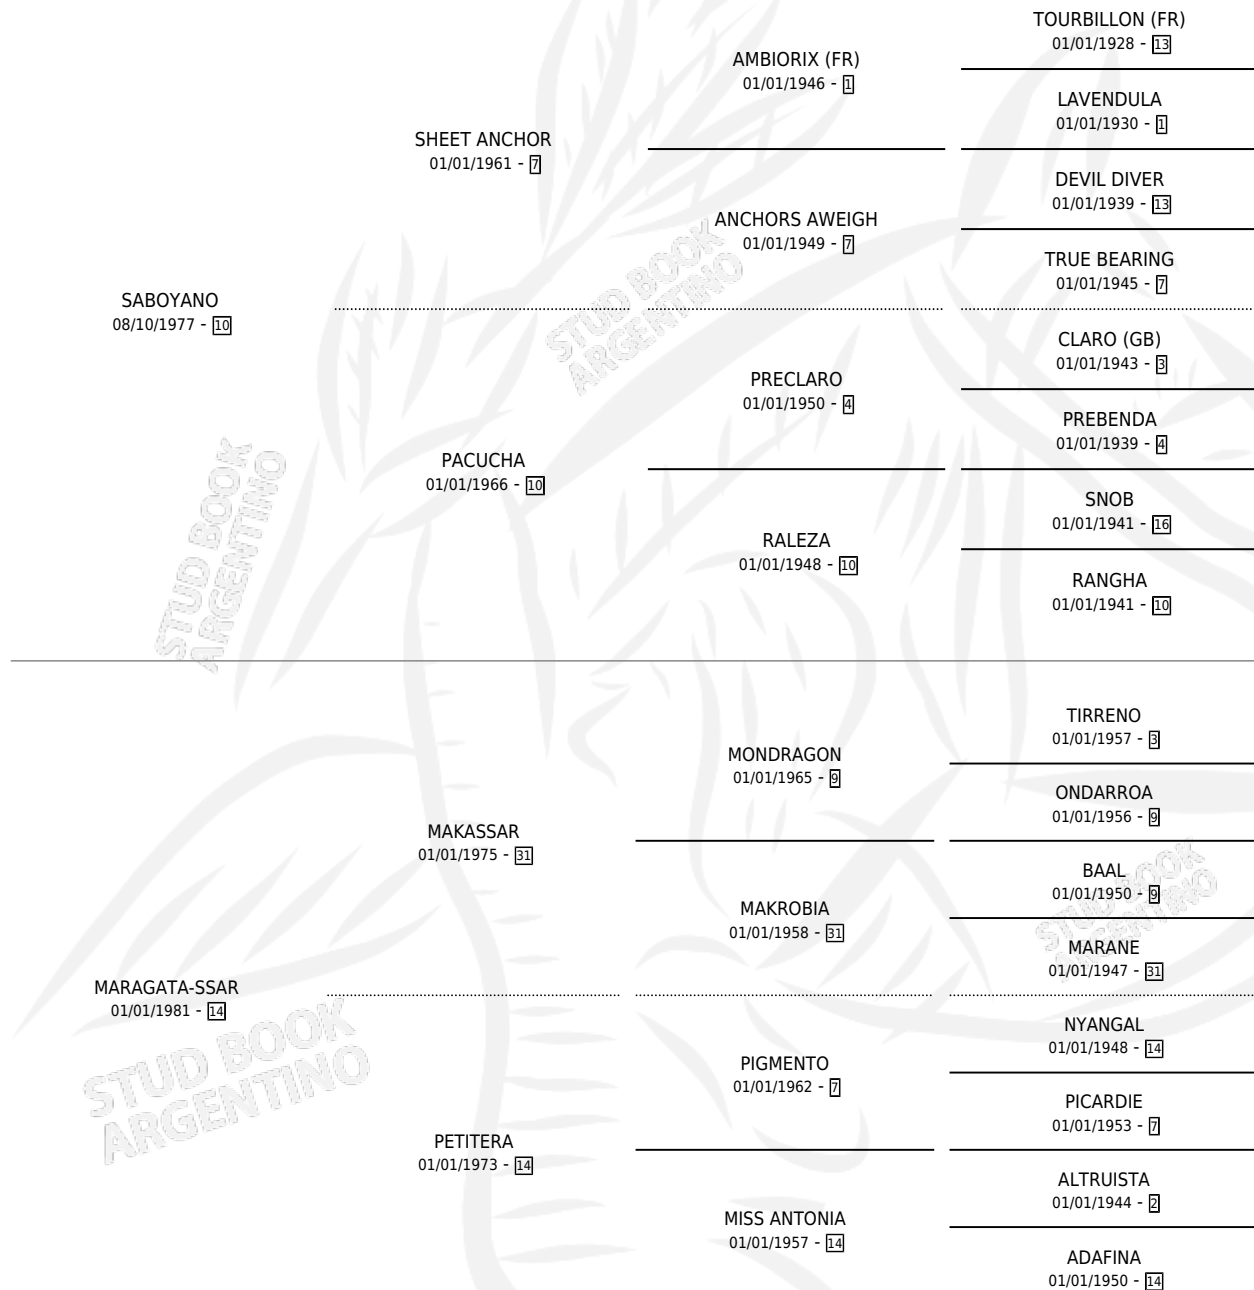 TOURBILLON (FR)
01/01/1928 - 13
AMBIORIX (FR)
01/01/1946 - 1
LAVENDULA
01/01/1930 - 1
SHEET ANCHOR
01/01/1961 - 7
DEVIL DIVER
01/01/1939 - 13
ANCHORS AWEIGH
01/01/1949 - 7
TRUE BEARING
01/01/1945 - 7
STUD BOOK
ARGENTINO
SABOYANO
08/10/1977 - 10
CLARO (GB)
01/01/1943 - 3
PRECLARO
01/01/1950 - 4
PREBENDA
01/01/1939 - 4
PACUCHA
01/01/1966 - 10
SNOB
01/01/1941 - 16
RALEZA
01/01/1948 - 10
RANGHA
01/01/1941 - 10
STUD BOOK
ARGENTINO
TIRRENO
01/01/1957 - 3
MONDRAGON
01/01/1965 - 9
ONDARROA
01/01/1956 - 9
MAKASSAR
01/01/1975 - 31
BAAL
01/01/1950 - 9
MAKROBIA
01/01/1958 - 31
MARANE
01/01/1947 - 31
STUD BOOK
ARGENTINO
MARAGATA-SSAR
01/01/1981 - 14
STUD BOOK
ARGENTINO
NYANGAL
01/01/1948 - 14
PIGMENTO
01/01/1962 - 7
PICARDIE
01/01/1953 - 7
PETITERA
01/01/1973 - 14
ALTRUISTA
01/01/1944 - 2
MISS ANTONIA
01/01/1957 - 14
ADAFINA
01/01/1950 - 14